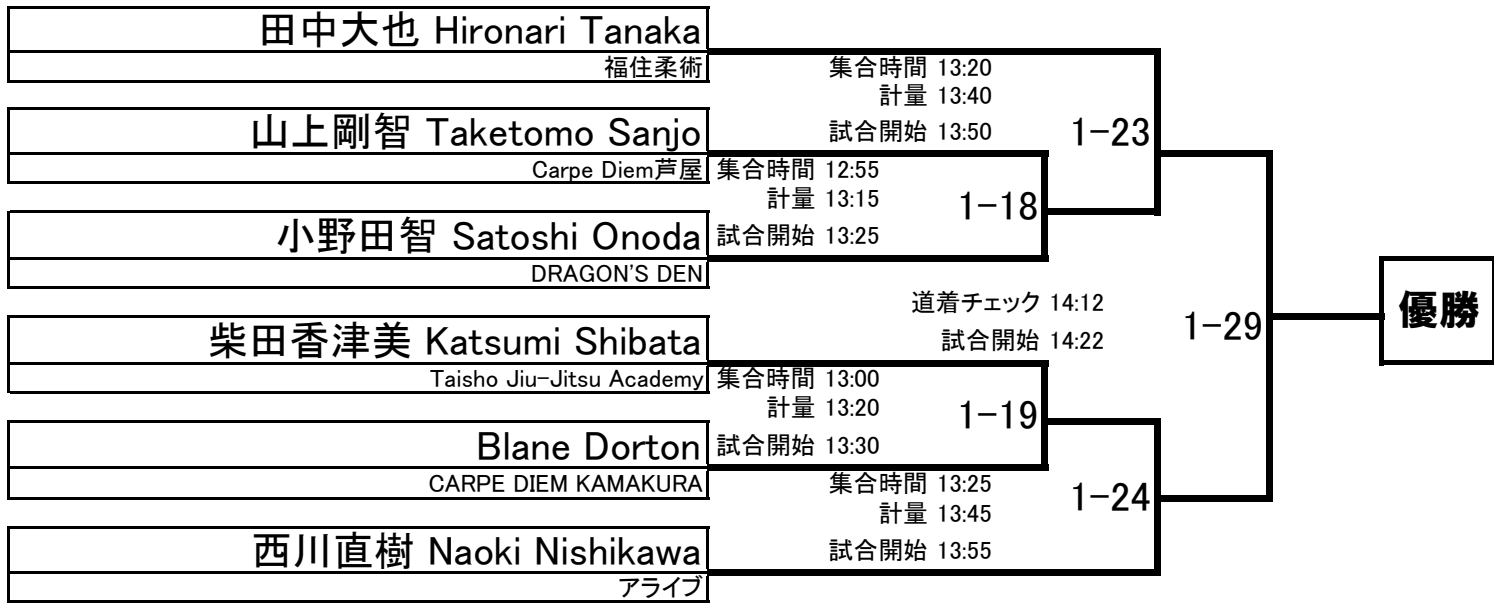 田中大也 Hironari Tanaka
福住柔術
集合時間 13:20
計量 13:40
試合開始 13:50
1-23
山上剛智 Taketomo Sanjo
Carpe Diem芦屋
集合時間 12:55
計量 13:15
試合開始 13:25
1-18
小野田智 Satoshi Onoda
DRAGON'S DEN
道着チェック 14:12
試合開始 14:22
1-29
優勝
柴田香津美 Katsumi Shibata
Taisho Jiu-Jitsu Academy
集合時間 13:00
計量 13:20
試合開始 13:30
1-19
Blane Dorton
CARPE DIEM KAMAKURA
集合時間 13:25
計量 13:45
試合開始 13:55
1-24
西川直樹 Naoki Nishikawa
アライブ